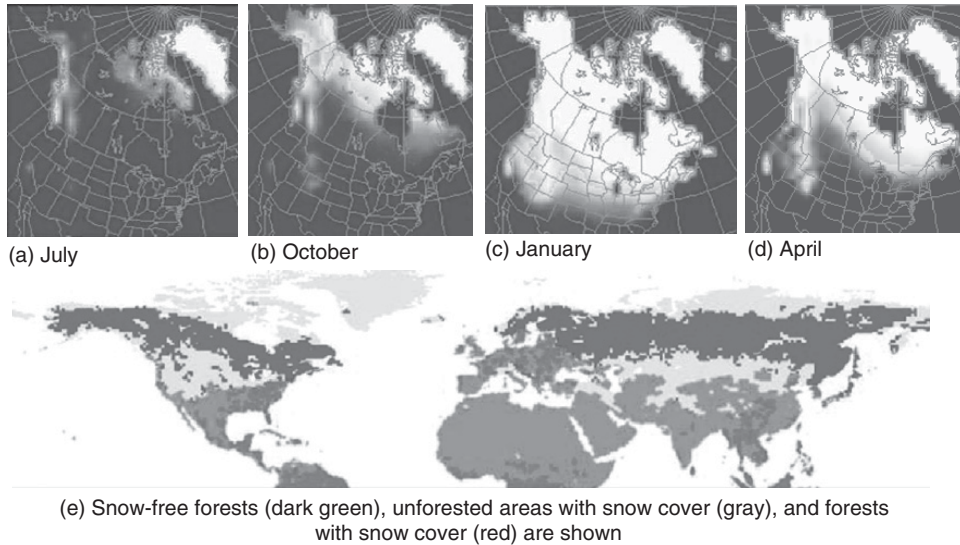 (a) July
(b) October
(c) January
(d) April
(e) Snow-free forests (dark green), unforested areas with snow cover (gray), and forests
with snow cover (red) are shown